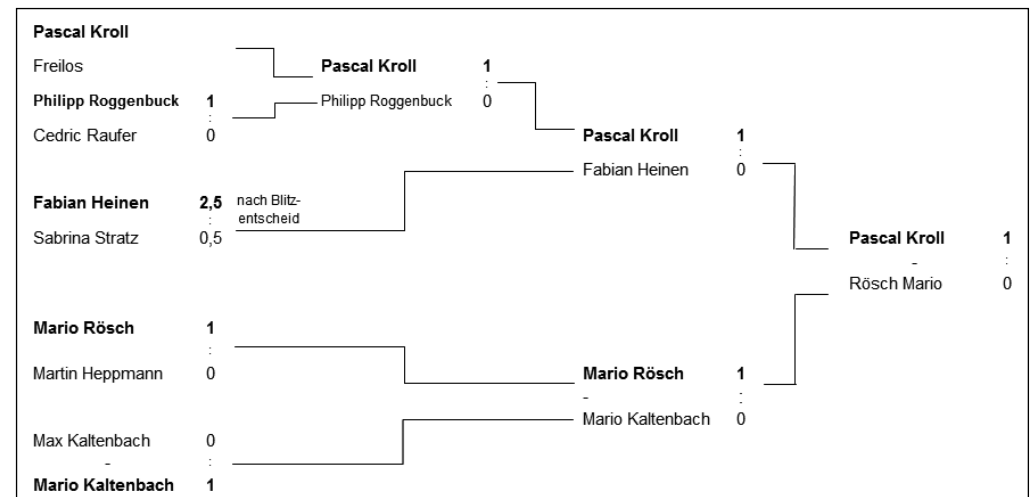 Pascal Kroll
Freilos
Pascal Kroll 1
:
Philipp Roggenbuck 1
:
Philipp Roggenbuck 0
Cedric Raufer 0
Pascal Kroll 1
:
Fabian Heinen 0
Fabian Heinen 2,5 nach Blitz-
: entscheid
Sabrina Stratz 0,5
Pascal Kroll 1
- :
Rösch Mario 0
Mario Rösch 1
:
Martin Heppmann 0
Mario Rösch 1
- :
Mario Kaltenbach 0
Max Kaltenbach 0
- :
Mario Kaltenbach 1